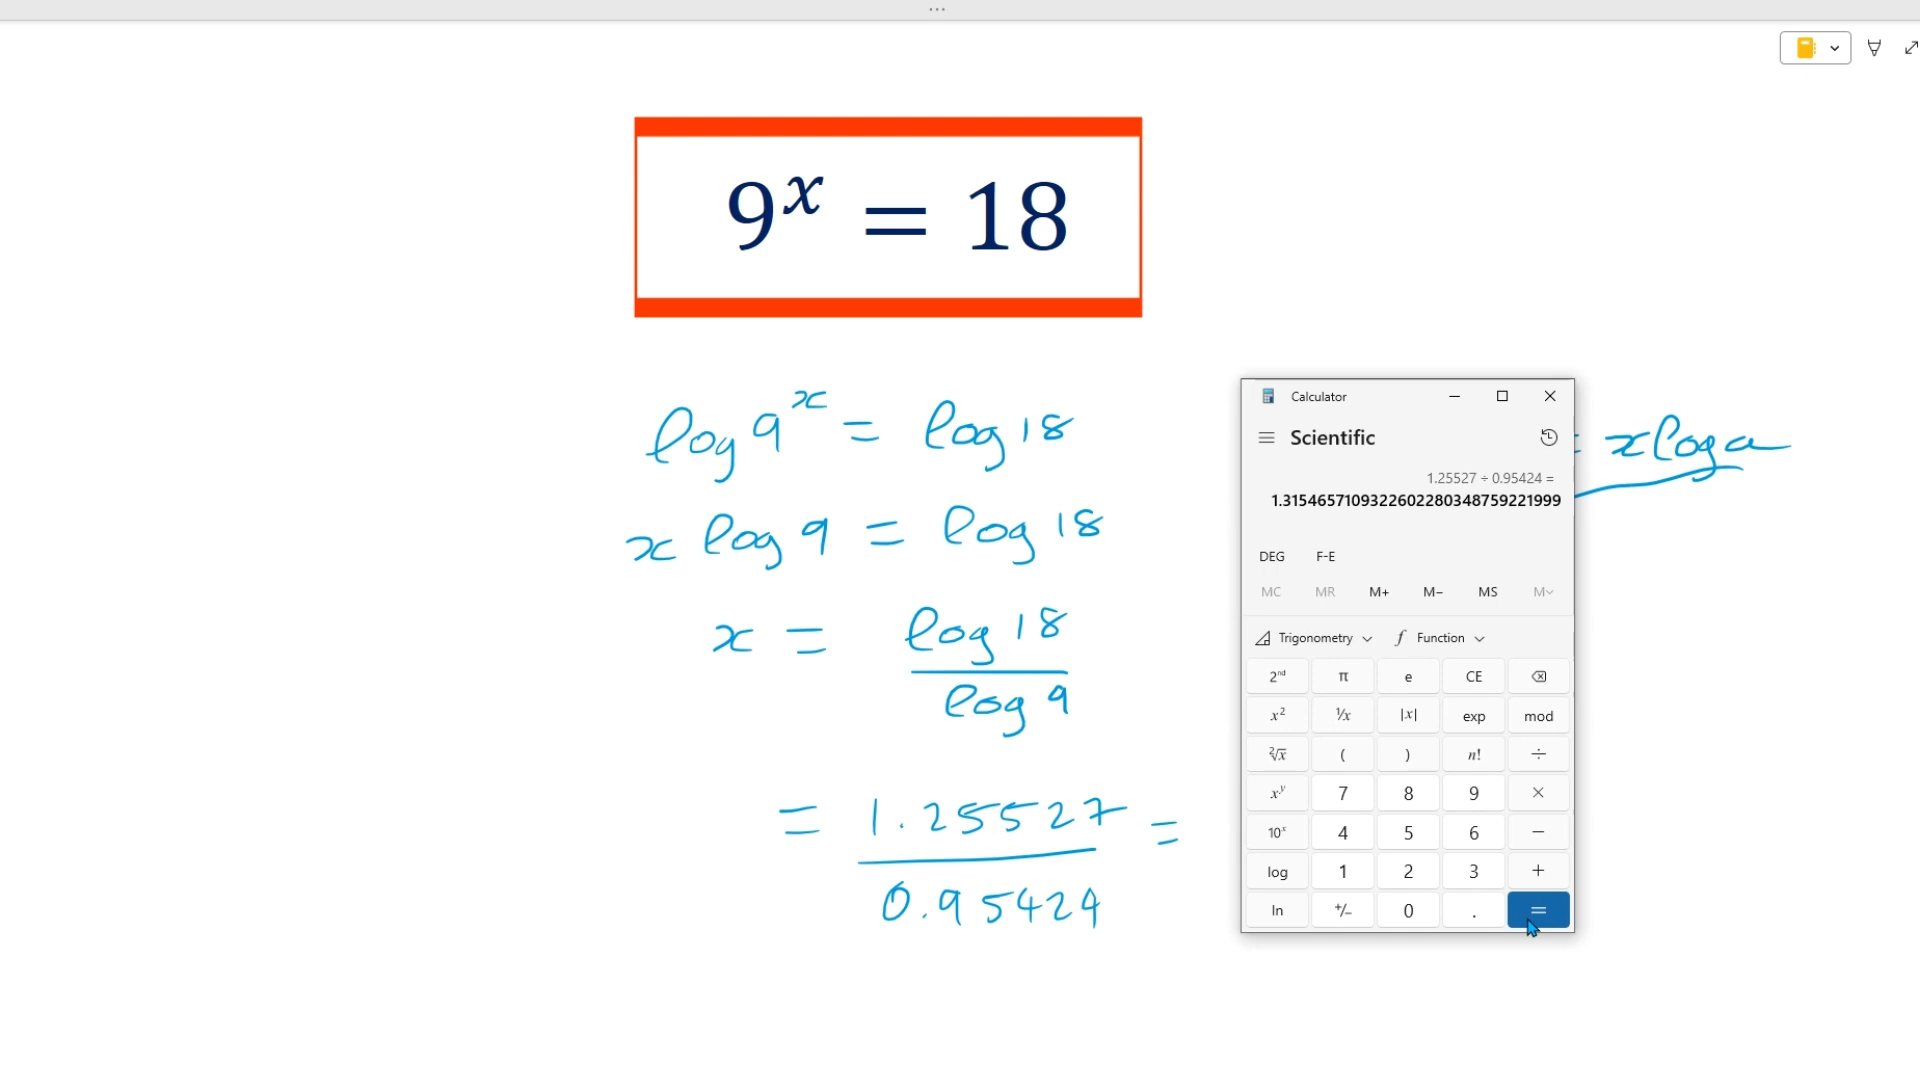 ...
9^x = 18
log 9^x = log 18
x log 9 = log 18
x = log 18 / log 9
= 1.25527 / 0.95424 =
= x log a
Calculator
Scientific
1.25527 ÷ 0.95424 =
1.3154657109322602280348759221999
DEG F-E
MC MR M+ M− MS M˅
Trigonometry f Function
2ⁿᵈ π e CE
x² ¹⁄x |x| exp mod
²√x ( ) n! ÷
xʸ 7 8 9 ×
10ˣ 4 5 6 −
log 1 2 3 +
ln +/− 0 . =